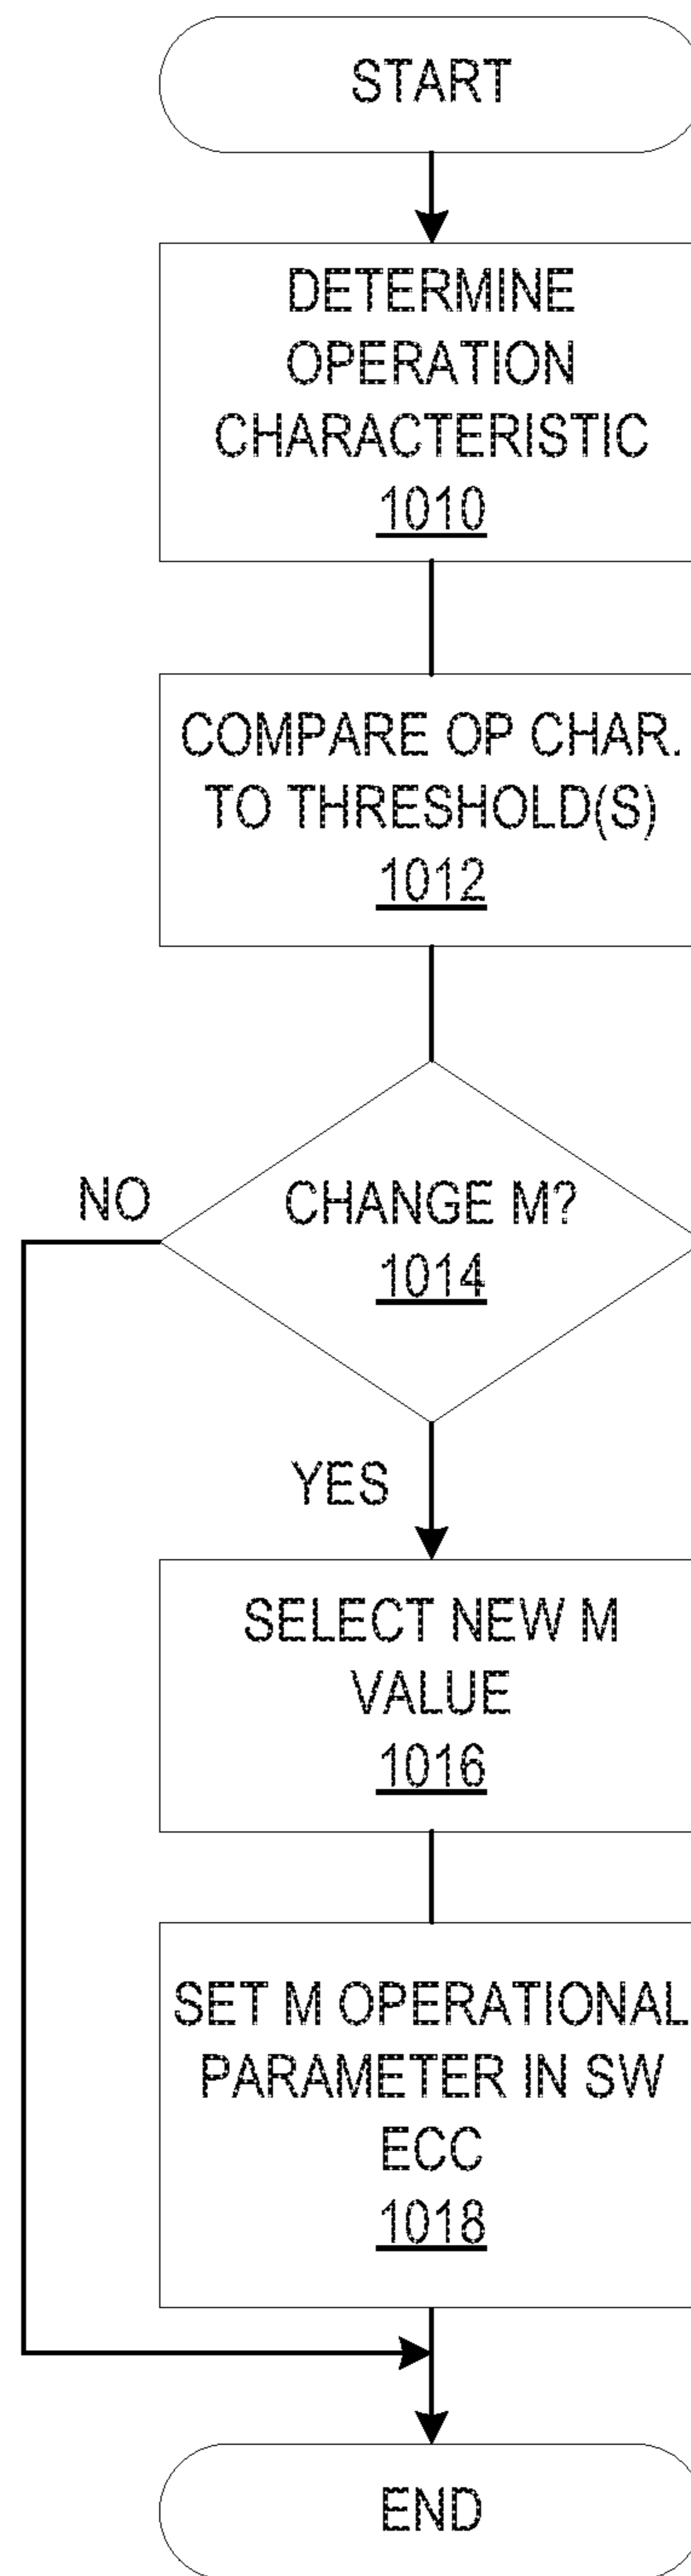 START
DETERMINE
OPERATION
CHARACTERISTIC
1010
COMPARE OP CHAR.
TO THRESHOLD(S)
1012
CHANGE M?
1014
NO
YES
SELECT NEW M
VALUE
1016
SET M OPERATIONAL
PARAMETER IN SW
ECC
1018
END